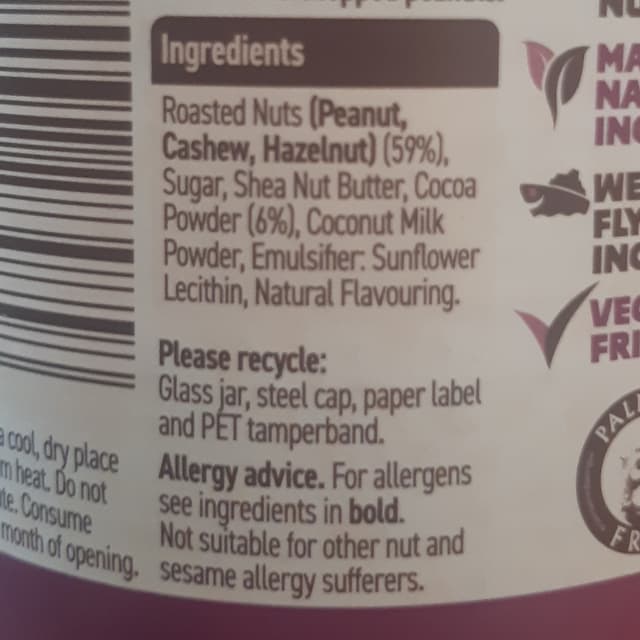 Ingredients
Roasted Nuts (Peanut,
Cashew, Hazelnut) (59%),
Sugar, Shea Nut Butter, Cocoa
Powder (6%), Coconut Milk
Powder, Emulsifier: Sunflower
Lecithin, Natural Flavouring.
Please recycle:
Glass jar, steel cap, paper label
and PET tamperband.
Allergy advice. For allergens
see ingredients in bold.
Not suitable for other nut and
sesame allergy sufferers.
cool, dry place
heat. Do not
Consume
month of opening.
WE
FLY